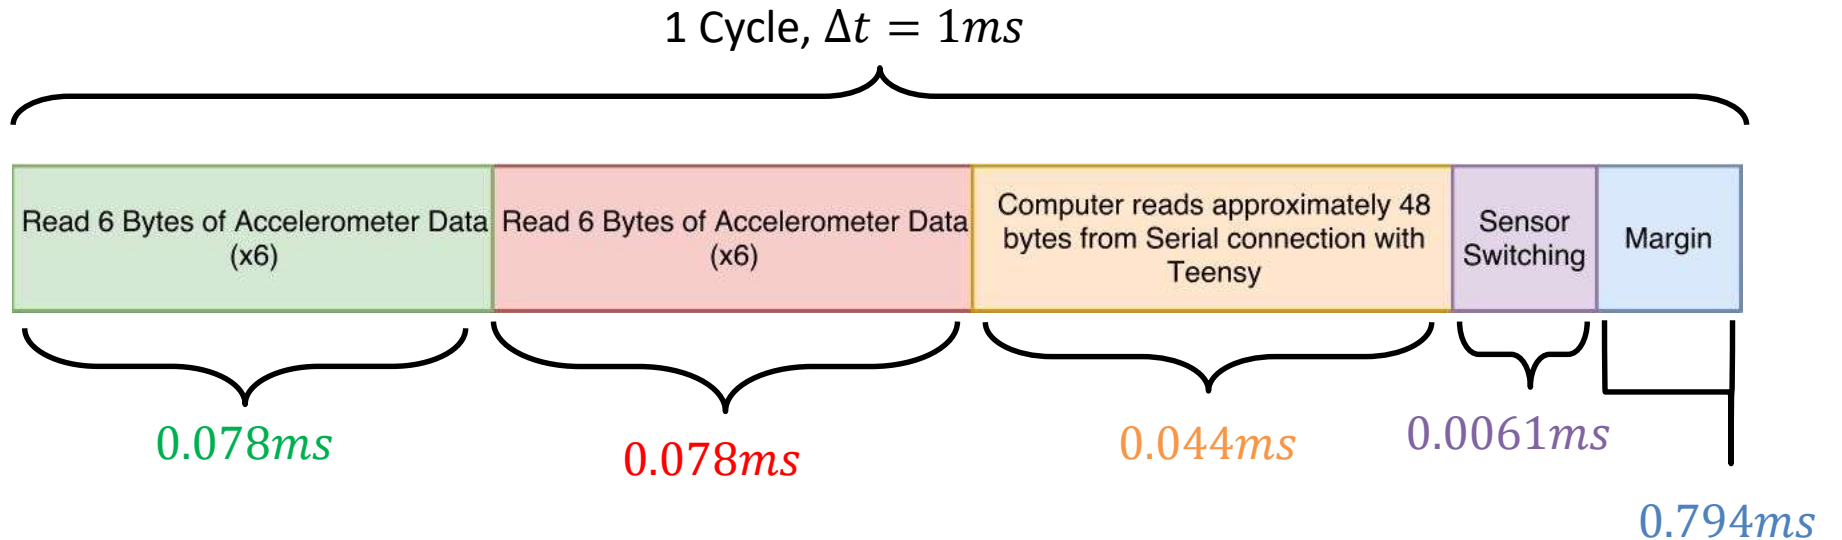 1 Cycle, Δt = 1ms
Read 6 Bytes of Accelerometer Data
(x6)
Read 6 Bytes of Accelerometer Data
(x6)
Computer reads approximately 48
bytes from Serial connection with
Teensy
Sensor
Switching
Margin
0.078ms
0.078ms
0.044ms
0.0061ms
0.794ms